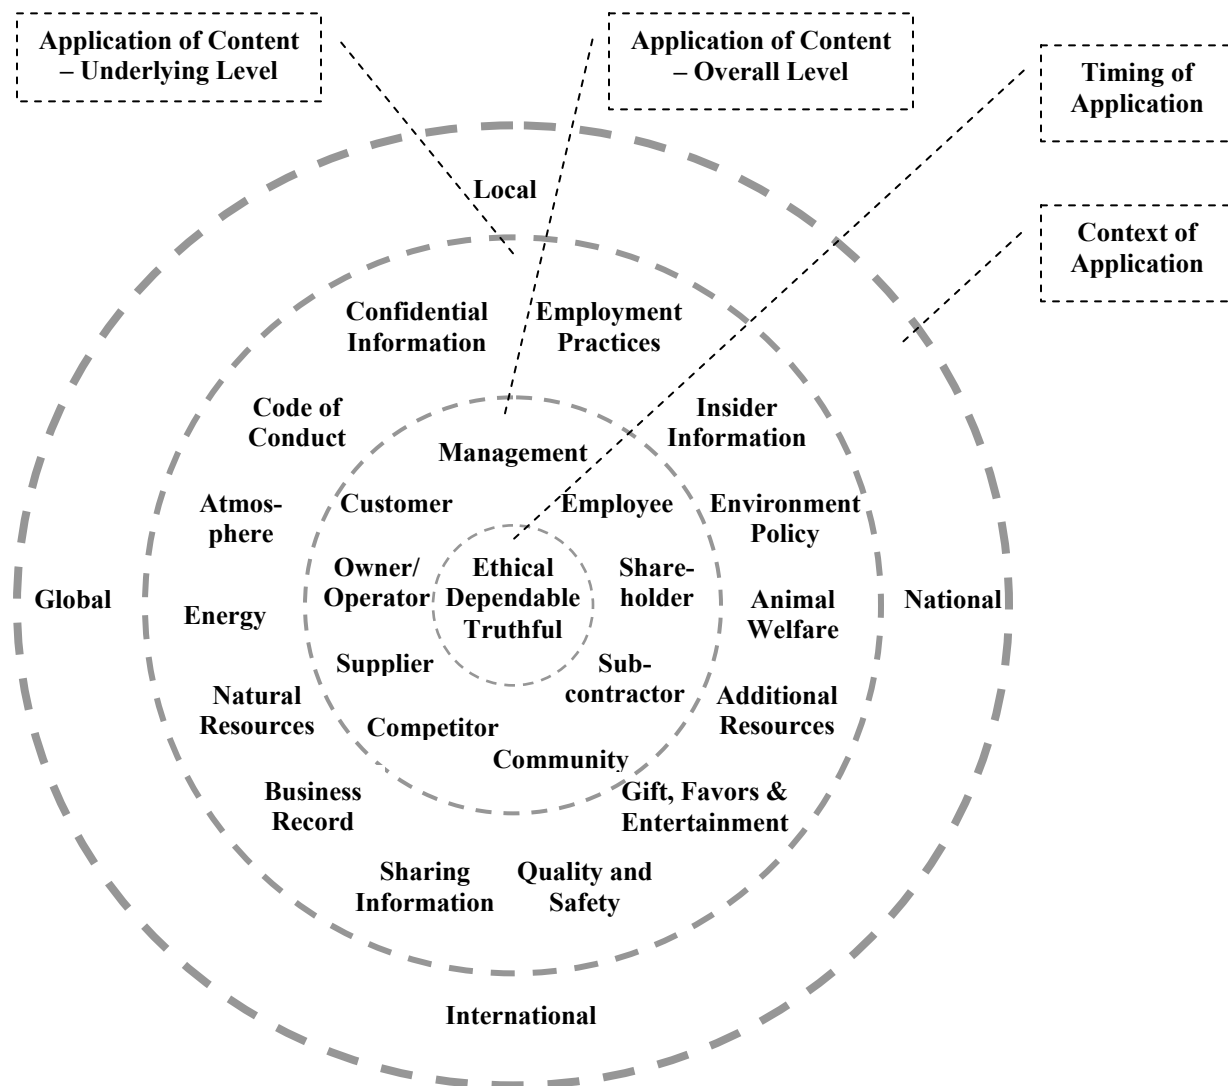 Application of Content
– Underlying Level
Application of Content
– Overall Level
Timing of
Application
Context of
Application
Local
Confidential
Information
Employment
Practices
Code of
Conduct
Insider
Information
Management
Atmos-
phere
Customer
Employee
Environment
Policy
Global
Energy
Owner/
Operator
Ethical
Dependable
Truthful
Share-
holder
Animal
Welfare
National
Supplier
Sub-
contractor
Natural
Resources
Additional
Resources
Competitor
Community
Business
Record
Gift, Favors &
Entertainment
Sharing
Information
Quality and
Safety
International